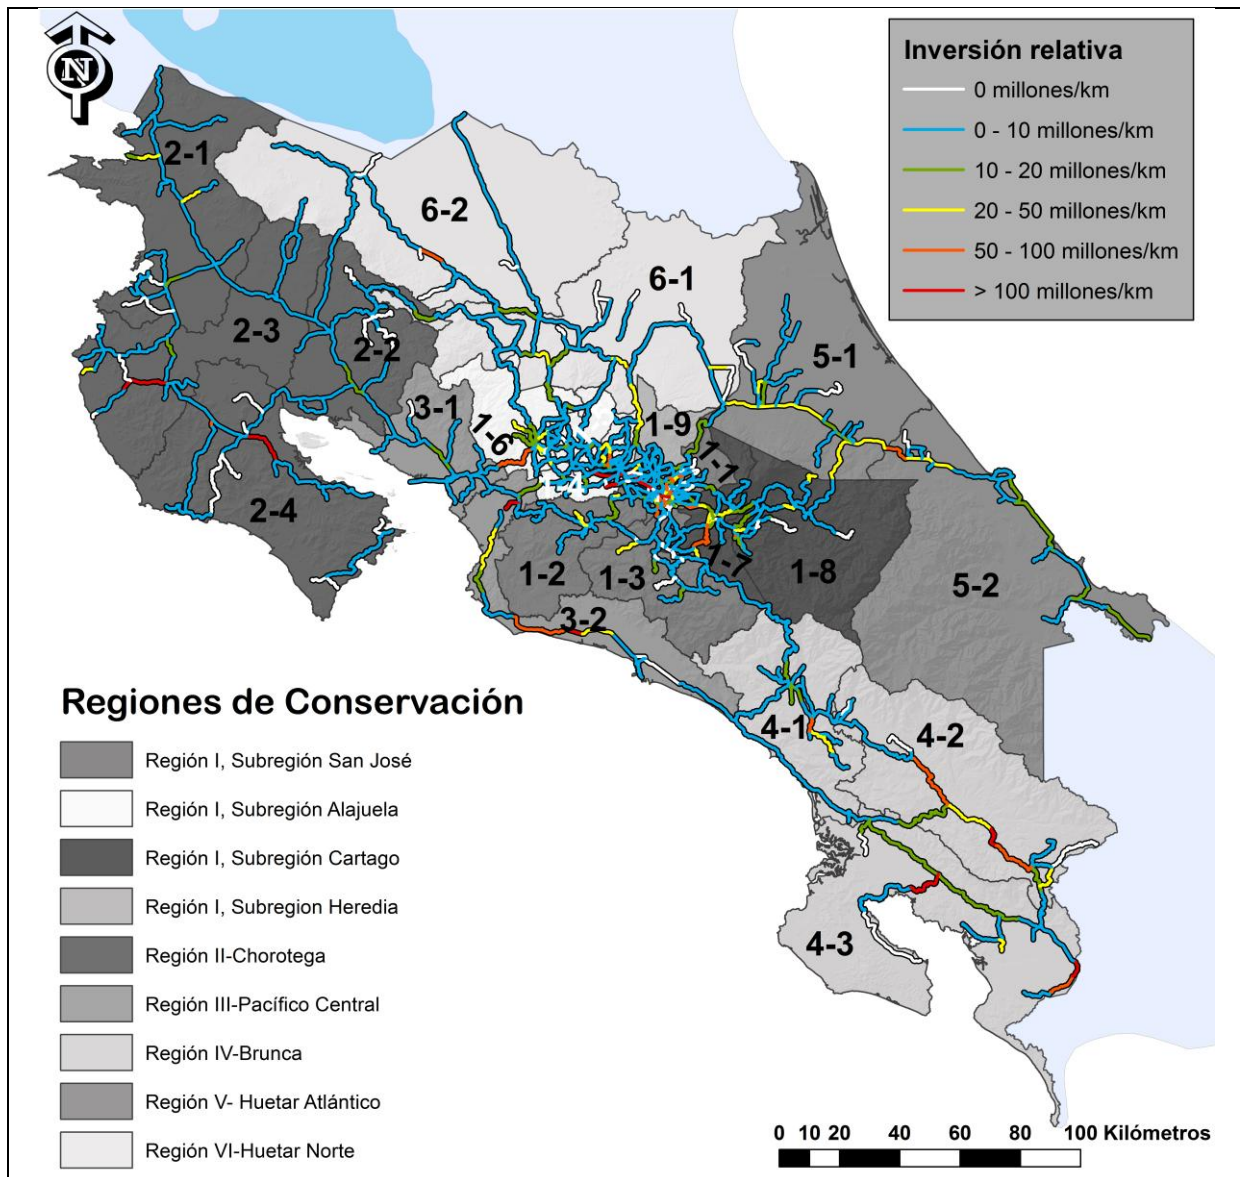 N
Inversión relativa
0 millones/km
0 - 10 millones/km
10 - 20 millones/km
20 - 50 millones/km
50 - 100 millones/km
> 100 millones/km
2-1
6-2
6-1
2-3
2-2
5-1
3-1
1-6
1-9
1-1
2-4
1-2
1-3
1-7
1-8
5-2
3-2
4-1
4-2
4-3
Regiones de Conservación
Región I, Subregión San José
Región I, Subregión Alajuela
Región I, Subregión Cartago
Región I, Subregion Heredia
Región II-Chorotega
Región III-Pacífico Central
Región IV-Brunca
Región V- Huetar Atlántico
Región VI-Huetar Norte
0 10 20 40 60 80 100 Kilómetros